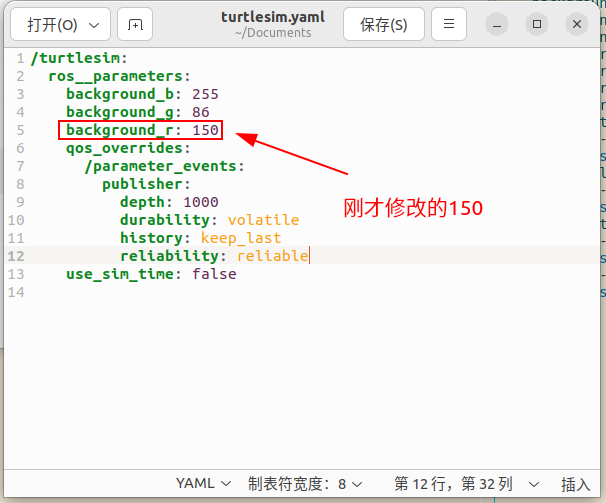 打开(O)
turtlesim.yaml
~/Documents
保存(S)
1 /turtlesim:
2 ros__parameters:
3 background_b: 255
4 background_g: 86
5 background_r: 150
6 qos_overrides:
7 /parameter_events:
8 publisher:
9 depth: 1000
10 durability: volatile
11 history: keep_last
12 reliability: reliable
13 use_sim_time: false
14
刚才修改的150
YAML 制表符宽度：8 第 12 行，第 32 列 插入